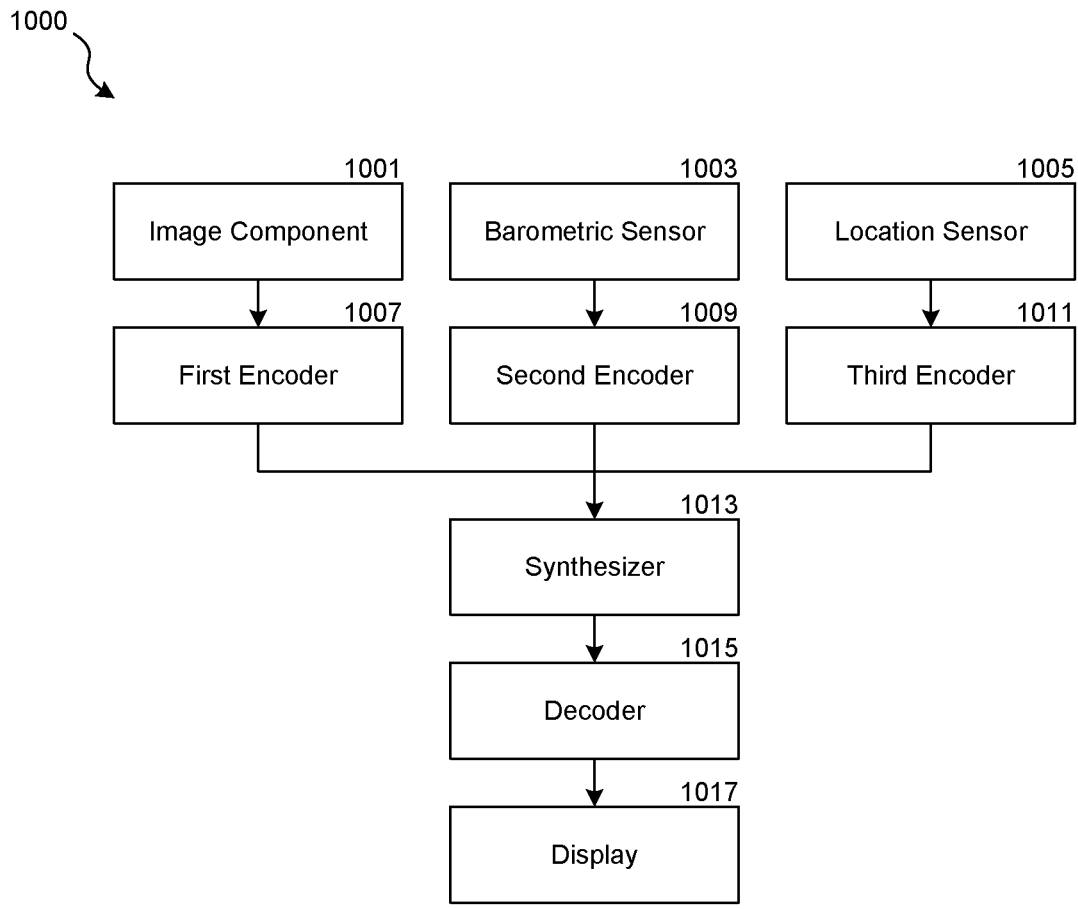 1000
1001
Image Component
1003
Barometric Sensor
1005
Location Sensor
1007
First Encoder
1009
Second Encoder
1011
Third Encoder
1013
Synthesizer
1015
Decoder
1017
Display